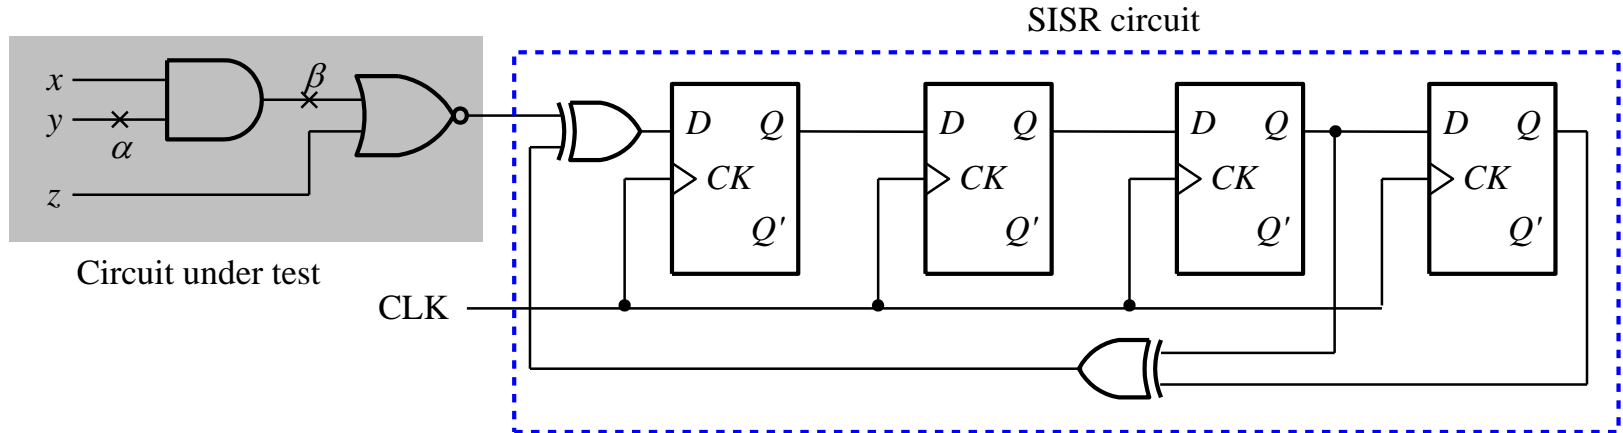 SISR circuit
x
y
z
α
β
D Q
CK
Q'
D Q
CK
Q'
D Q
CK
Q'
D Q
CK
Q'
Circuit under test
CLK